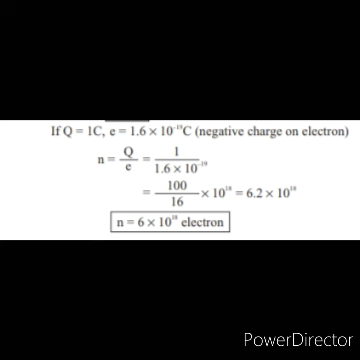 If Q = 1C, e = 1.6 × 10⁻¹⁹C (negative charge on electron)
n = Q/e = 1/1.6 × 10⁻¹⁹
= 100/16 × 10¹⁸ = 6.2 × 10¹⁸
n = 6 × 10¹⁸ electron
PowerDirector